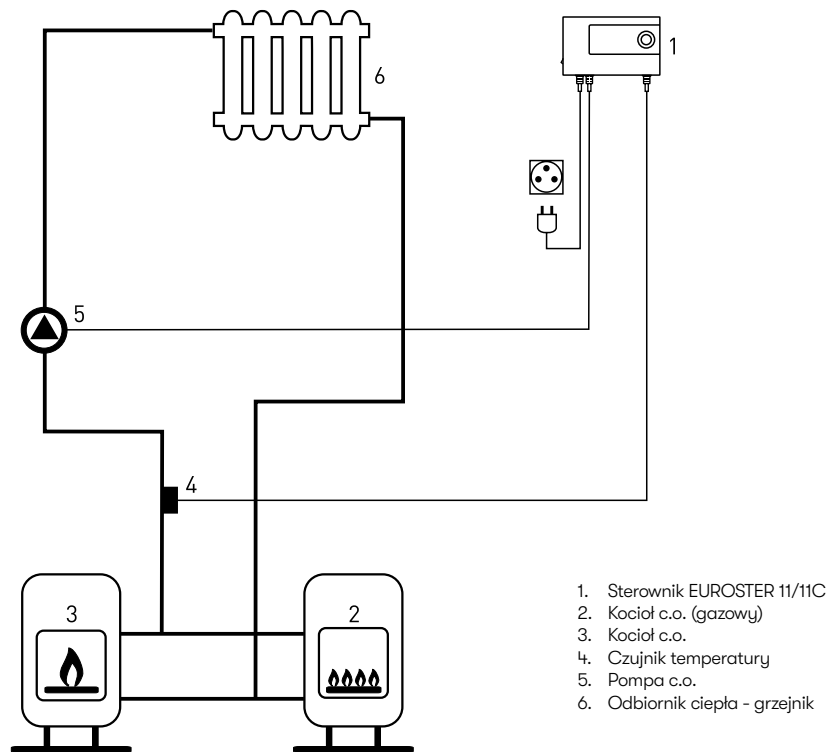 6
1
5
4
3
2
1. Sterownik EUROSTER 11/11C
2. Kocioł c.o. (gazowy)
3. Kocioł c.o.
4. Czujnik temperatury
5. Pompa c.o.
6. Odbiornik ciepła - grzejnik